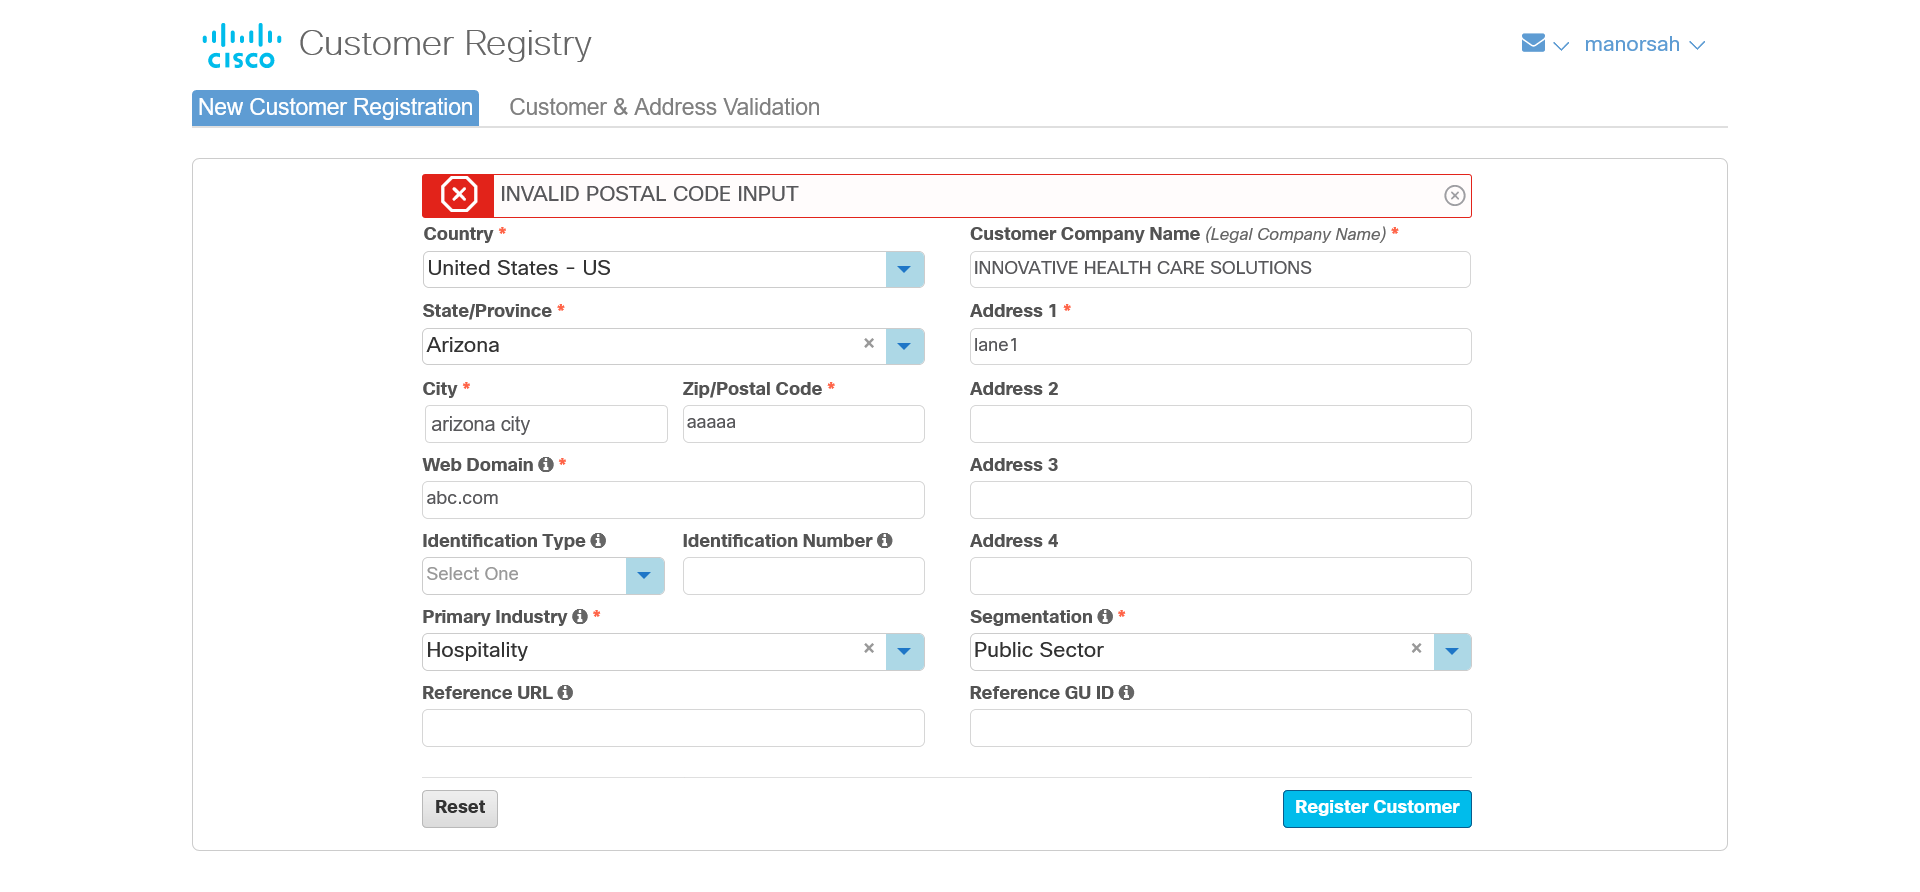 CISCO Customer Registry
manorsah
New Customer Registration Customer & Address Validation
INVALID POSTAL CODE INPUT
Country * Customer Company Name (Legal Company Name) *
United States - US INNOVATIVE HEALTH CARE SOLUTIONS
State/Province * Address 1 *
Arizona × lane1
City * Zip/Postal Code * Address 2
arizona city aaaaa
Web Domain * Address 3
abc.com
Identification Type Identification Number Address 4
Select One
Primary Industry * Segmentation *
Hospitality × Public Sector ×
Reference URL Reference GU ID
Reset Register Customer